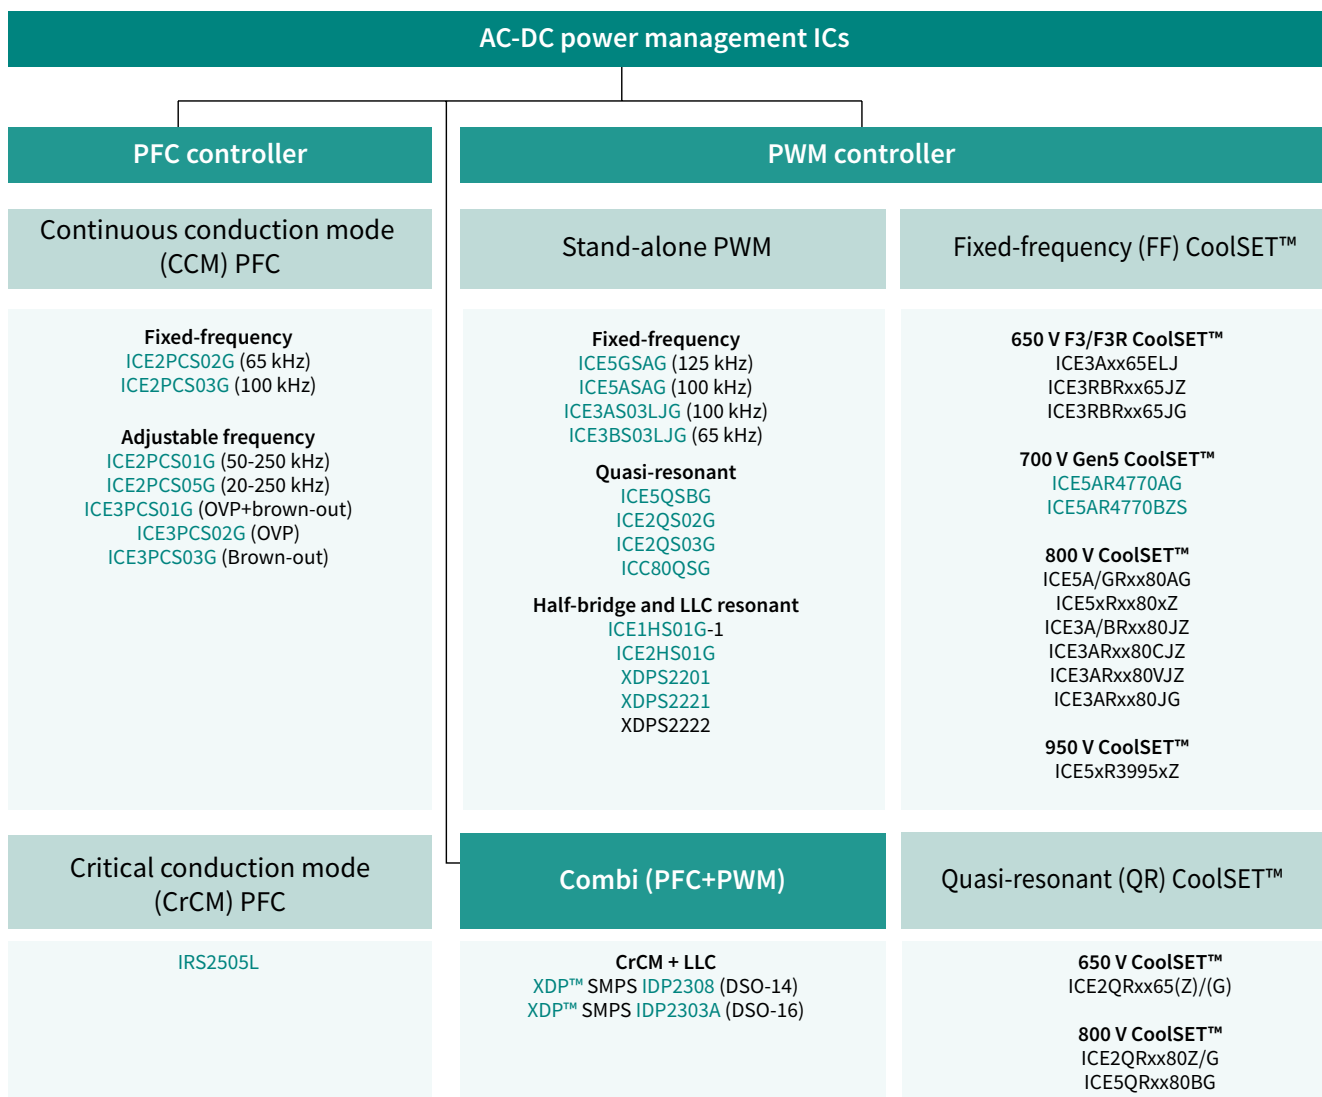 AC-DC power management ICs
PFC controller
PWM controller
Continuous conduction mode
(CCM) PFC
Stand-alone PWM
Fixed-frequency (FF) CoolSET™
Fixed-frequency
ICE2PCS02G (65 kHz)
ICE2PCS03G (100 kHz)
Adjustable frequency
ICE2PCS01G (50-250 kHz)
ICE2PCS05G (20-250 kHz)
ICE3PCS01G (OVP+brown-out)
ICE3PCS02G (OVP)
ICE3PCS03G (Brown-out)
Fixed-frequency
ICE5GSAG (125 kHz)
ICE5ASAG (100 kHz)
ICE3AS03LJG (100 kHz)
ICE3BS03LJG (65 kHz)
Quasi-resonant
ICE5QSBG
ICE2QS02G
ICE2QS03G
ICC80QSG
Half-bridge and LLC resonant
ICE1HS01G-1
ICE2HS01G
XDPS2201
XDPS2221
XDPS2222
650 V F3/F3R CoolSET™
ICE3Axx65ELJ
ICE3RBRxx65JZ
ICE3RBRxx65JG
700 V Gen5 CoolSET™
ICE5AR4770AG
ICE5AR4770BZS
800 V CoolSET™
ICE5A/GRxx80AG
ICE5xRxx80xZ
ICE3A/BRxx80JZ
ICE3ARxx80CJZ
ICE3ARxx80VJZ
ICE3ARxx80JG
950 V CoolSET™
ICE5xR3995xZ
Critical conduction mode
(CrCM) PFC
Combi (PFC+PWM)
Quasi-resonant (QR) CoolSET™
IRS2505L
CrCM + LLC
XDP™ SMPS IDP2308 (DSO-14)
XDP™ SMPS IDP2303A (DSO-16)
650 V CoolSET™
ICE2QRxx65(Z)/(G)
800 V CoolSET™
ICE2QRxx80Z/G
ICE5QRxx80BG